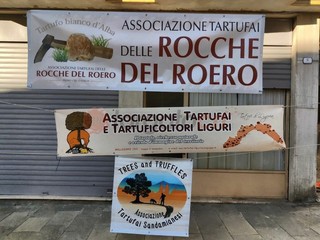 Tartufo bianco d'Alba
ASSOCIAZIONE TARTUFAI DELLE
ROCCHE DEL ROERO
ASSOCIAZIONE TARTUFAI
DELLE ROCCHE
DEL ROERO
ASSOCIAZIONE TARTUFAI
E TARTUFICOLTORI LIGURI
TREES and TRUFFLES
Associazione
Tartufai Sandamianesi